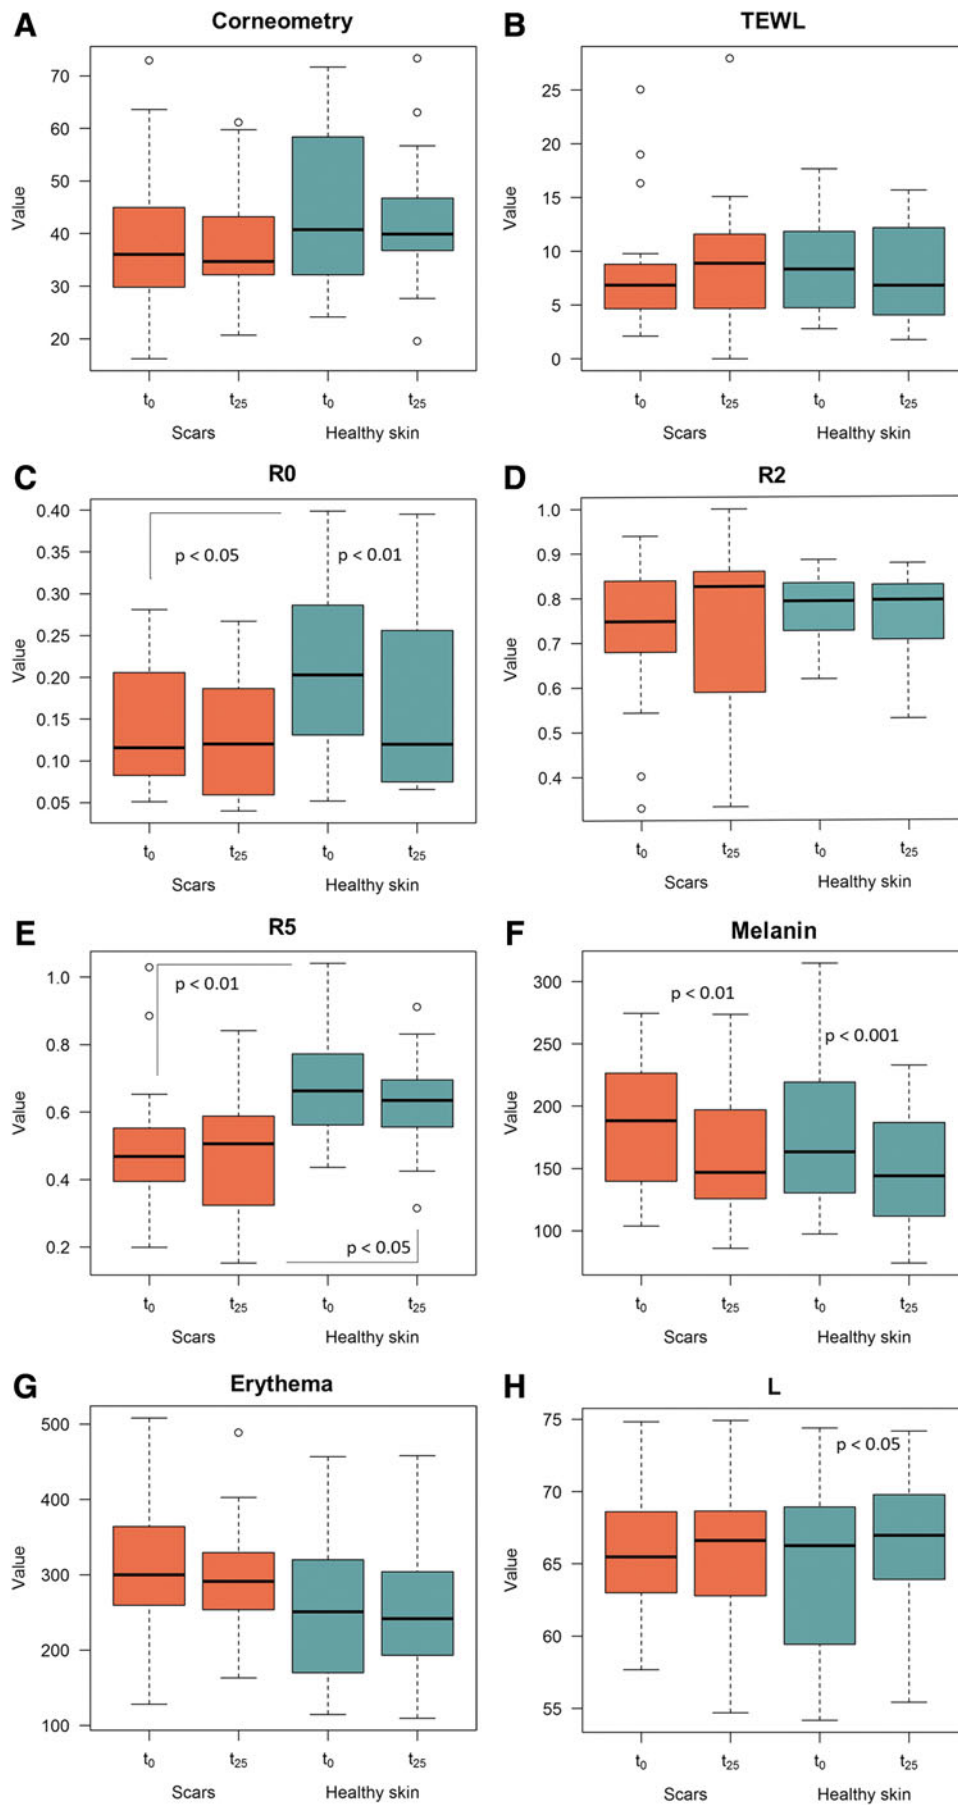 A Corneometry
Value
70
60
50
40
30
20
t0 t25 t0 t25
Scars Healthy skin
B TEWL
Value
25
20
15
10
5
0
t0 t25 t0 t25
Scars Healthy skin
C R0
Value
0.40
0.35
0.30
0.25
0.20
0.15
0.10
0.05
p < 0.05 p < 0.01
t0 t25 t0 t25
Scars Healthy skin
D R2
Value
1.0
0.9
0.8
0.7
0.6
0.5
0.4
t0 t25 t0 t25
Scars Healthy skin
E R5
Value
1.0
0.8
0.6
0.4
0.2
p < 0.01
p < 0.05
t0 t25 t0 t25
Scars Healthy skin
F Melanin
Value
300
250
200
150
100
p < 0.01
p < 0.001
t0 t25 t0 t25
Scars Healthy skin
G Erythema
Value
500
400
300
200
100
t0 t25 t0 t25
Scars Healthy skin
H L
Value
75
70
65
60
55
p < 0.05
t0 t25 t0 t25
Scars Healthy skin